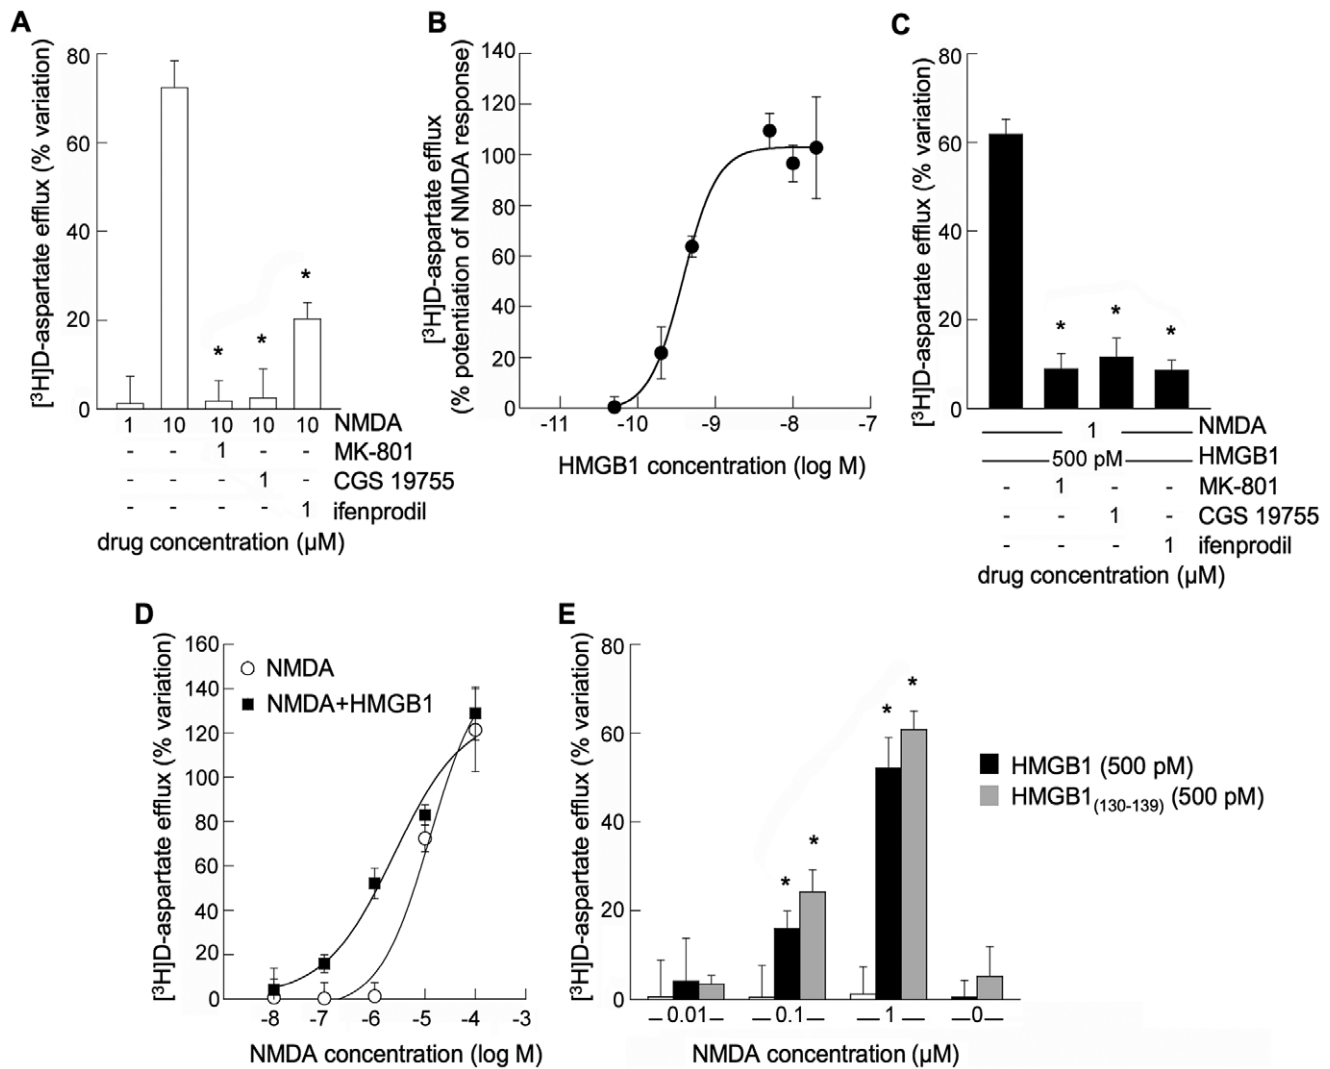 A
[³H]D-aspartate efflux (% variation)
80
60
40
20
0
*
*
*
1 10 10 10 10 NMDA
- - 1 - - MK-801
- - - 1 - CGS 19755
- - - - 1 ifenprodil
drug concentration (µM)
B
[³H]D-aspartate efflux
(% potentiation of NMDA response)
140
120
100
80
60
40
20
0
-11 -10 -9 -8 -7
HMGB1 concentration (log M)
C
[³H]D-aspartate efflux (% variation)
80
60
40
20
0
*
*
*
1 NMDA
500 pM HMGB1
- 1 - - MK-801
- - 1 - CGS 19755
- - - 1 ifenprodil
drug concentration (µM)
D
[³H]D-aspartate efflux (% variation)
160
140
120
100
80
60
40
20
0
NMDA
NMDA+HMGB1
-8 -7 -6 -5 -4 -3
NMDA concentration (log M)
E
[³H]D-aspartate efflux (% variation)
80
60
40
20
0
* *
* *
HMGB1 (500 pM)
HMGB1(130-139) (500 pM)
0.01 0.1 1 0
NMDA concentration (µM)